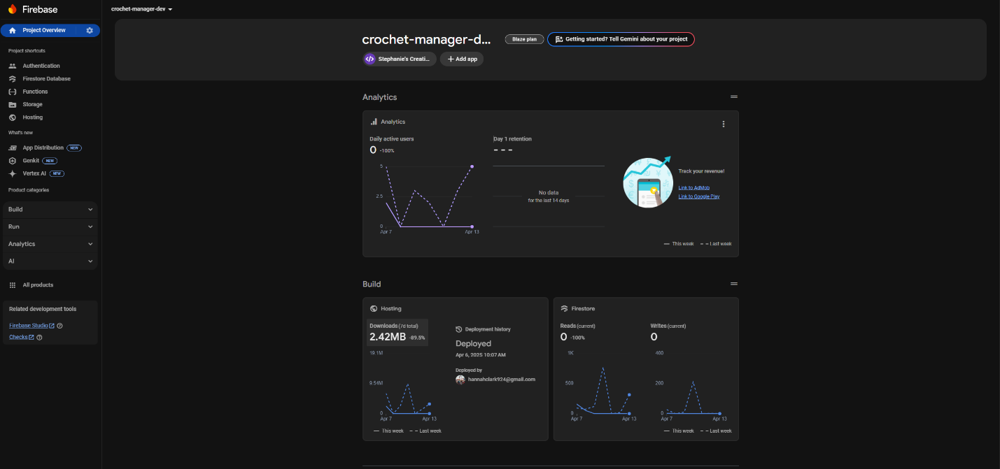 Firebase
crochet-manager-dev
Project Overview
Project shortcuts
Authentication
Firestore Database
Functions
Storage
Hosting
What's new
App Distribution NEW
Genkit NEW
Vertex AI NEW
Product categories
Build
Run
Analytics
AI
All products
Related development tools
Firebase Studio
Checks
crochet-manager-d...
Blaze plan
Getting started? Tell Gemini about your project
Stephanie's Creati...
+ Add app
Analytics
Analytics
Daily active users
0 -100%
5
2.5
0
Apr 7
Apr 13
Day 1 retention
- - -
No data
for the last 14 days
Track your revenue!
Link to AdMob
Link to Google Play
This week
Last week
Build
Hosting
Downloads (7d total)
2.42MB -89.5%
19.1M
9.54M
0
Apr 7
Apr 13
This week
Last week
Deployment history
Deployed
Apr 6, 2025 10:07 AM
Deployed by
hannahclark924@gmail.com
Firestore
Reads (current)
0 -100%
1K
500
0
Apr 7
Apr 13
Writes (current)
0
400
200
0
Apr 7
Apr 13
This week
Last week